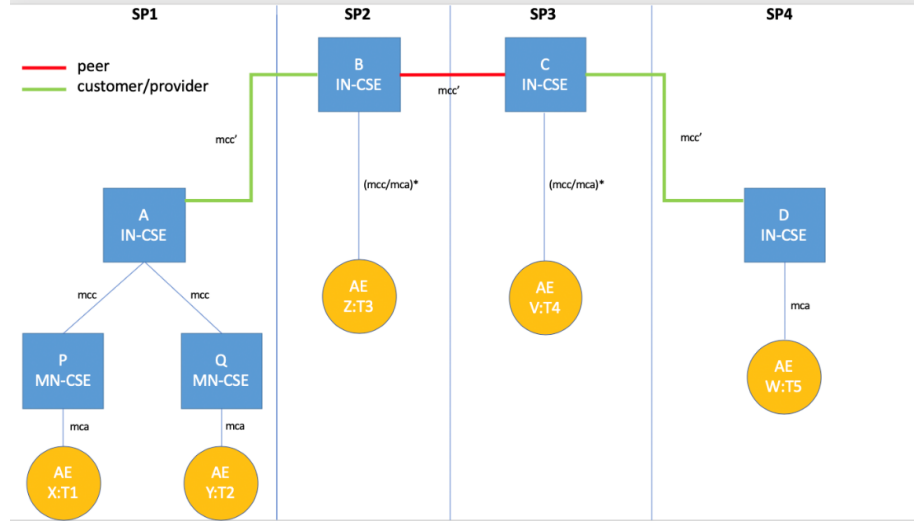 SP1
SP2
SP3
SP4
peer
customer/provider
B
IN-CSE
C
IN-CSE
mcc'
mcc'
mcc'
(mcc/mca)*
(mcc/mca)*
A
IN-CSE
D
IN-CSE
mcc
mcc
AE
Z:T3
AE
V:T4
mca
P
MN-CSE
Q
MN-CSE
AE
W:T5
mca
mca
AE
X:T1
AE
Y:T2